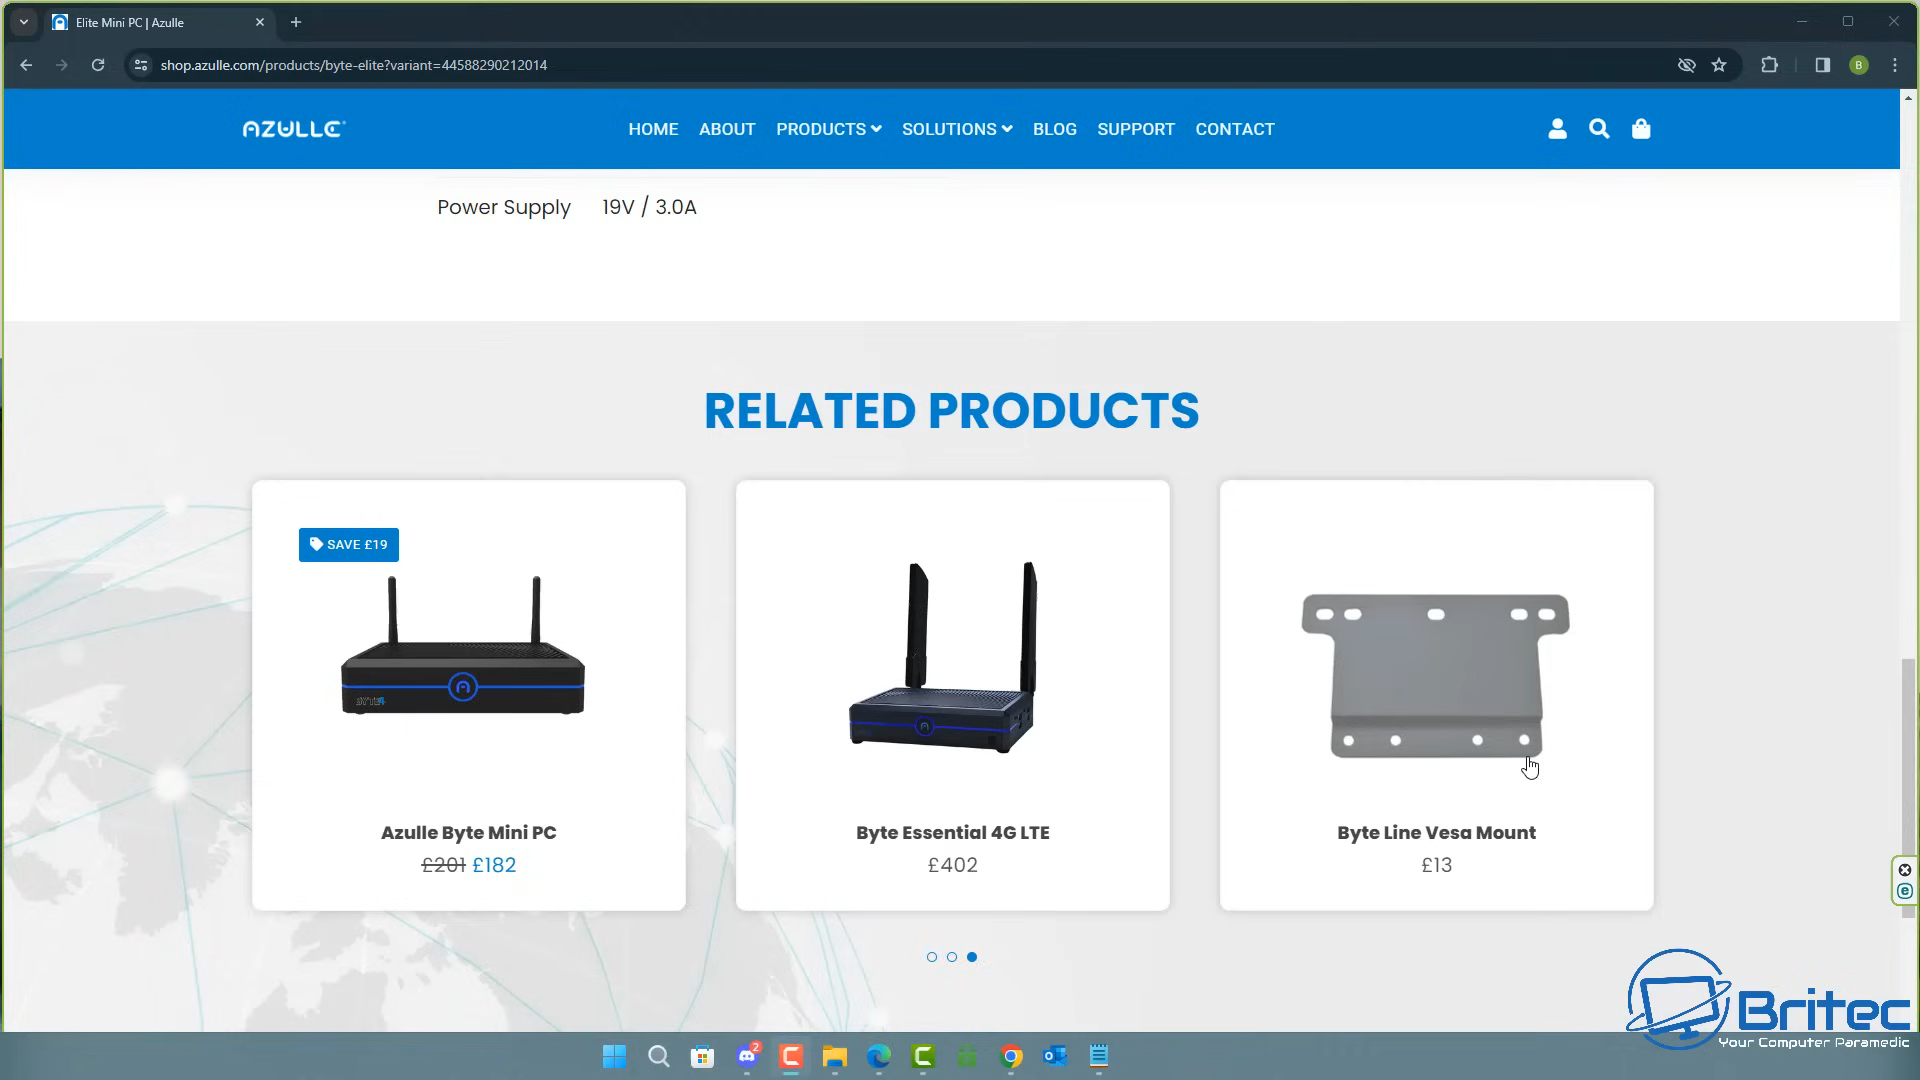 Elite Mini PC | Azulle
shop.azulle.com/products/byte-elite?variant=44588290212014
B
AZULLE
HOME ABOUT PRODUCTS SOLUTIONS BLOG SUPPORT CONTACT
Power Supply 19V / 3.0A
RELATED PRODUCTS
SAVE £19
BYTE4
Azulle Byte Mini PC
£201 £182
Byte Essential 4G LTE
£402
Byte Line Vesa Mount
£13
2
Britec
Your Computer Paramedic